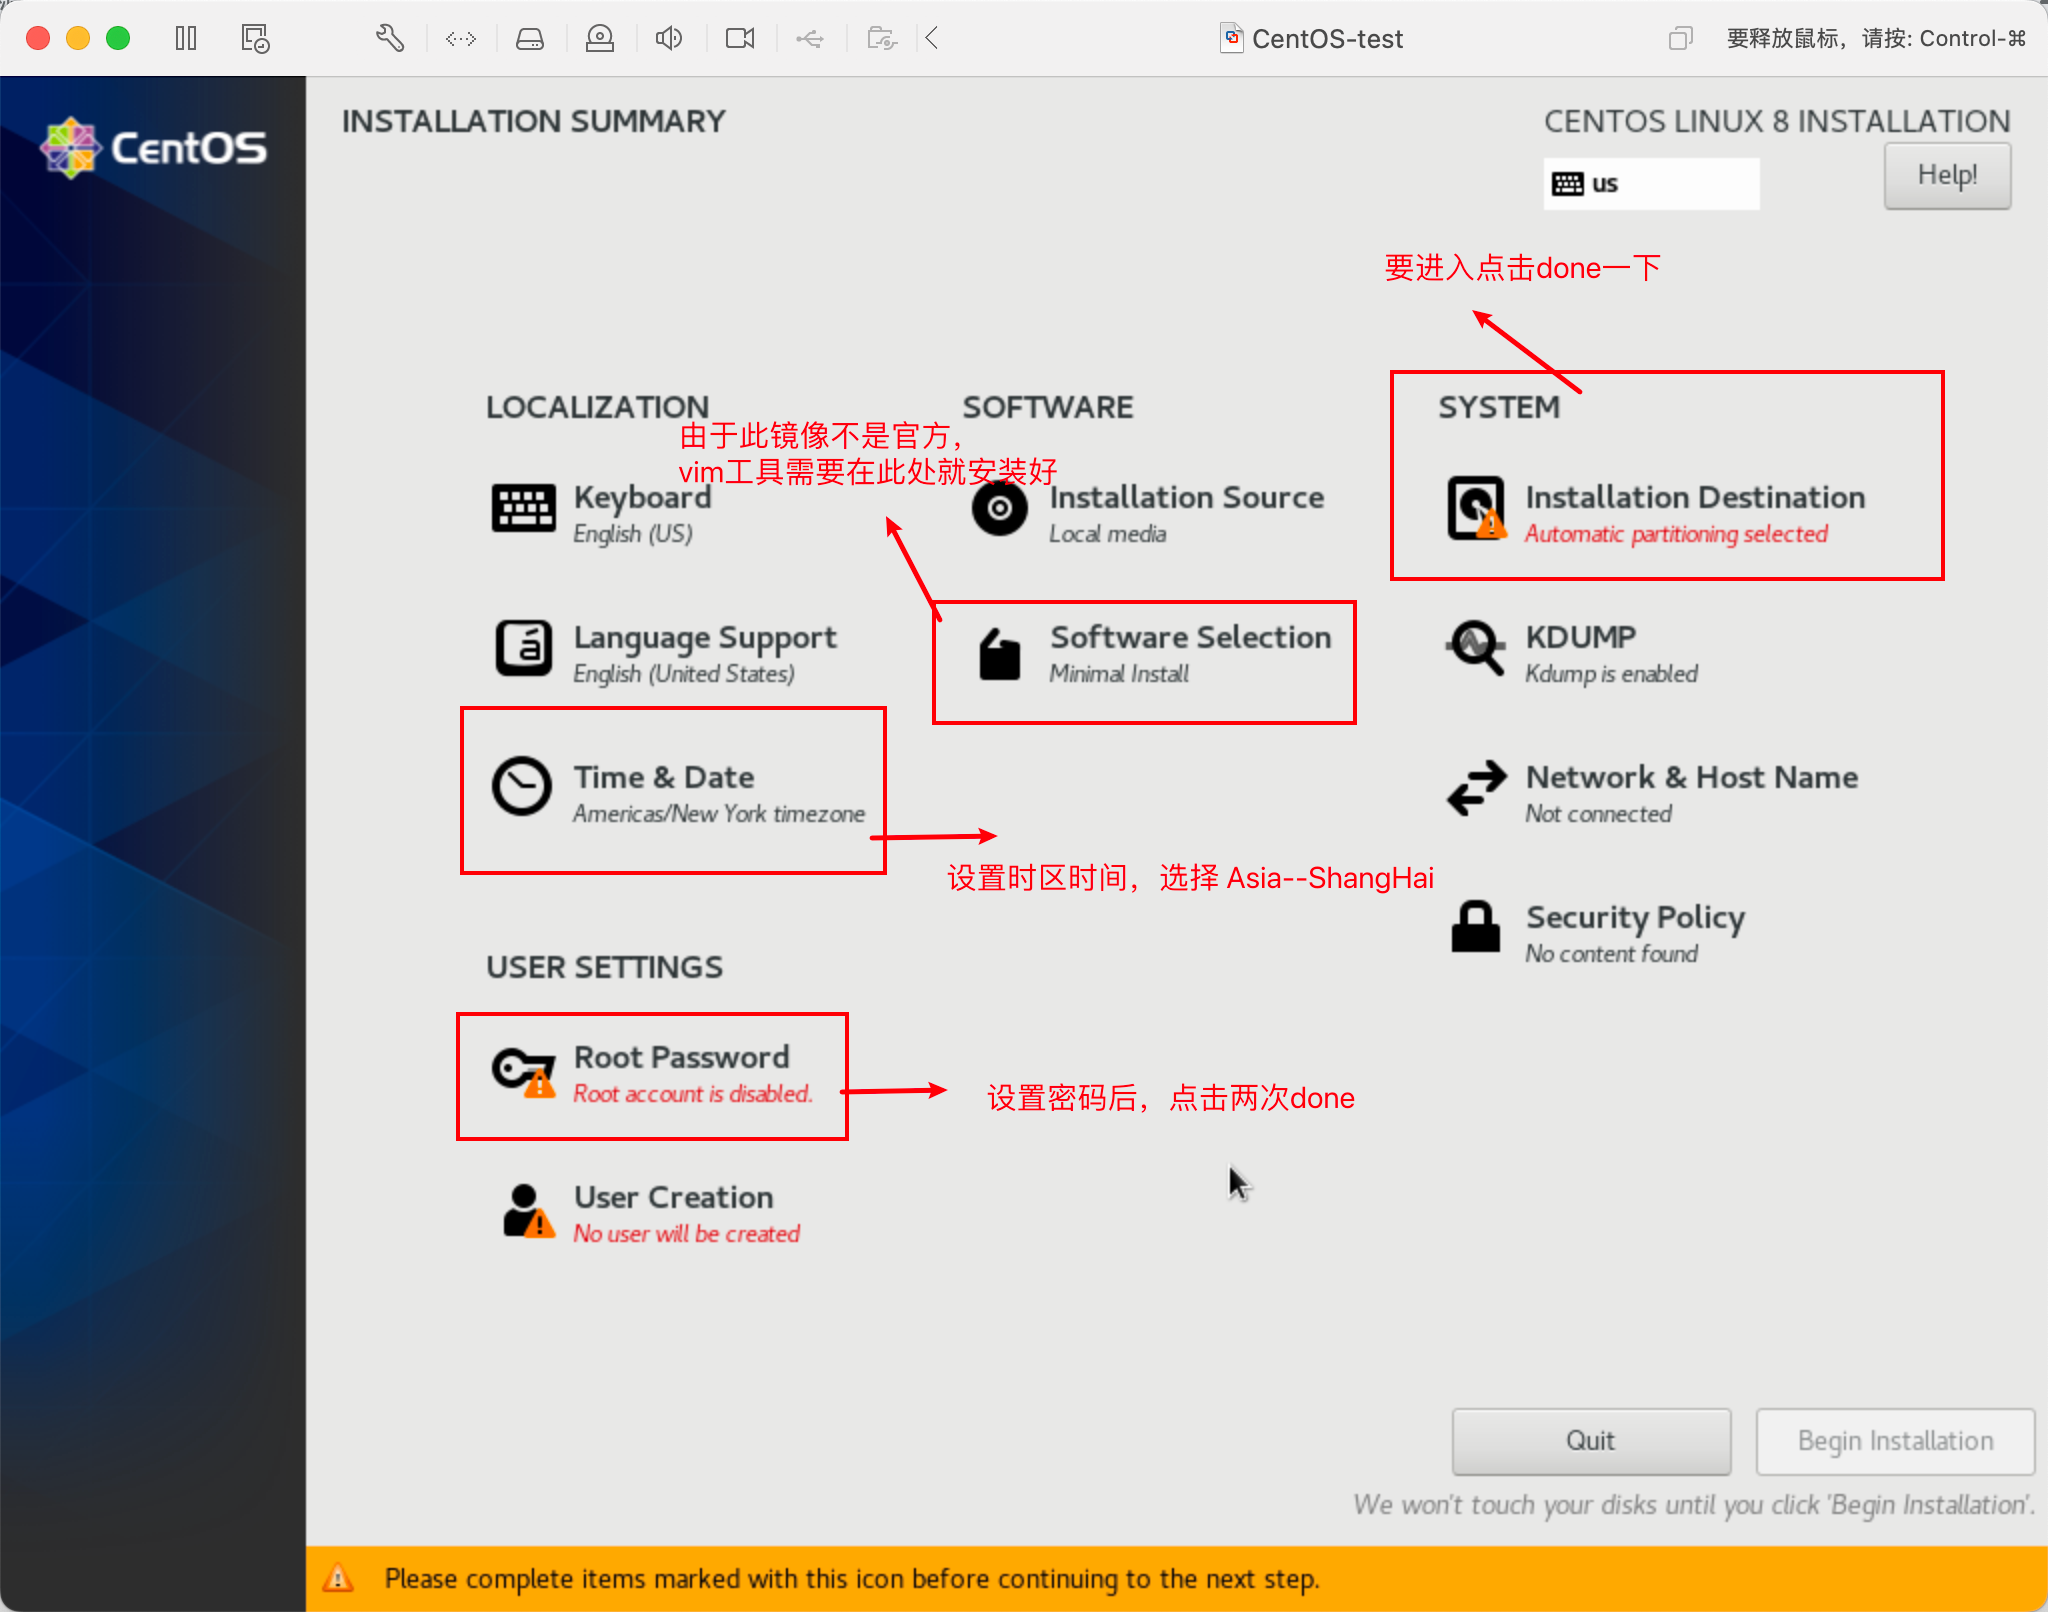 CentOS-test
要释放鼠标，请按: Control-⌘
CentOS
INSTALLATION SUMMARY
CENTOS LINUX 8 INSTALLATION
us
Help!
要进入点击done一下
LOCALIZATION
SOFTWARE
SYSTEM
由于此镜像不是官方，
vim工具需要在此处就安装好
Keyboard
English (US)
Installation Source
Local media
Installation Destination
Automatic partitioning selected
Language Support
English (United States)
Software Selection
Minimal Install
KDUMP
Kdump is enabled
Time & Date
Americas/New York timezone
Network & Host Name
Not connected
设置时区时间，选择 Asia--ShangHai
Security Policy
No content found
USER SETTINGS
Root Password
Root account is disabled.
设置密码后，点击两次done
User Creation
No user will be created
Quit
Begin Installation
We won't touch your disks until you click 'Begin Installation'.
Please complete items marked with this icon before continuing to the next step.